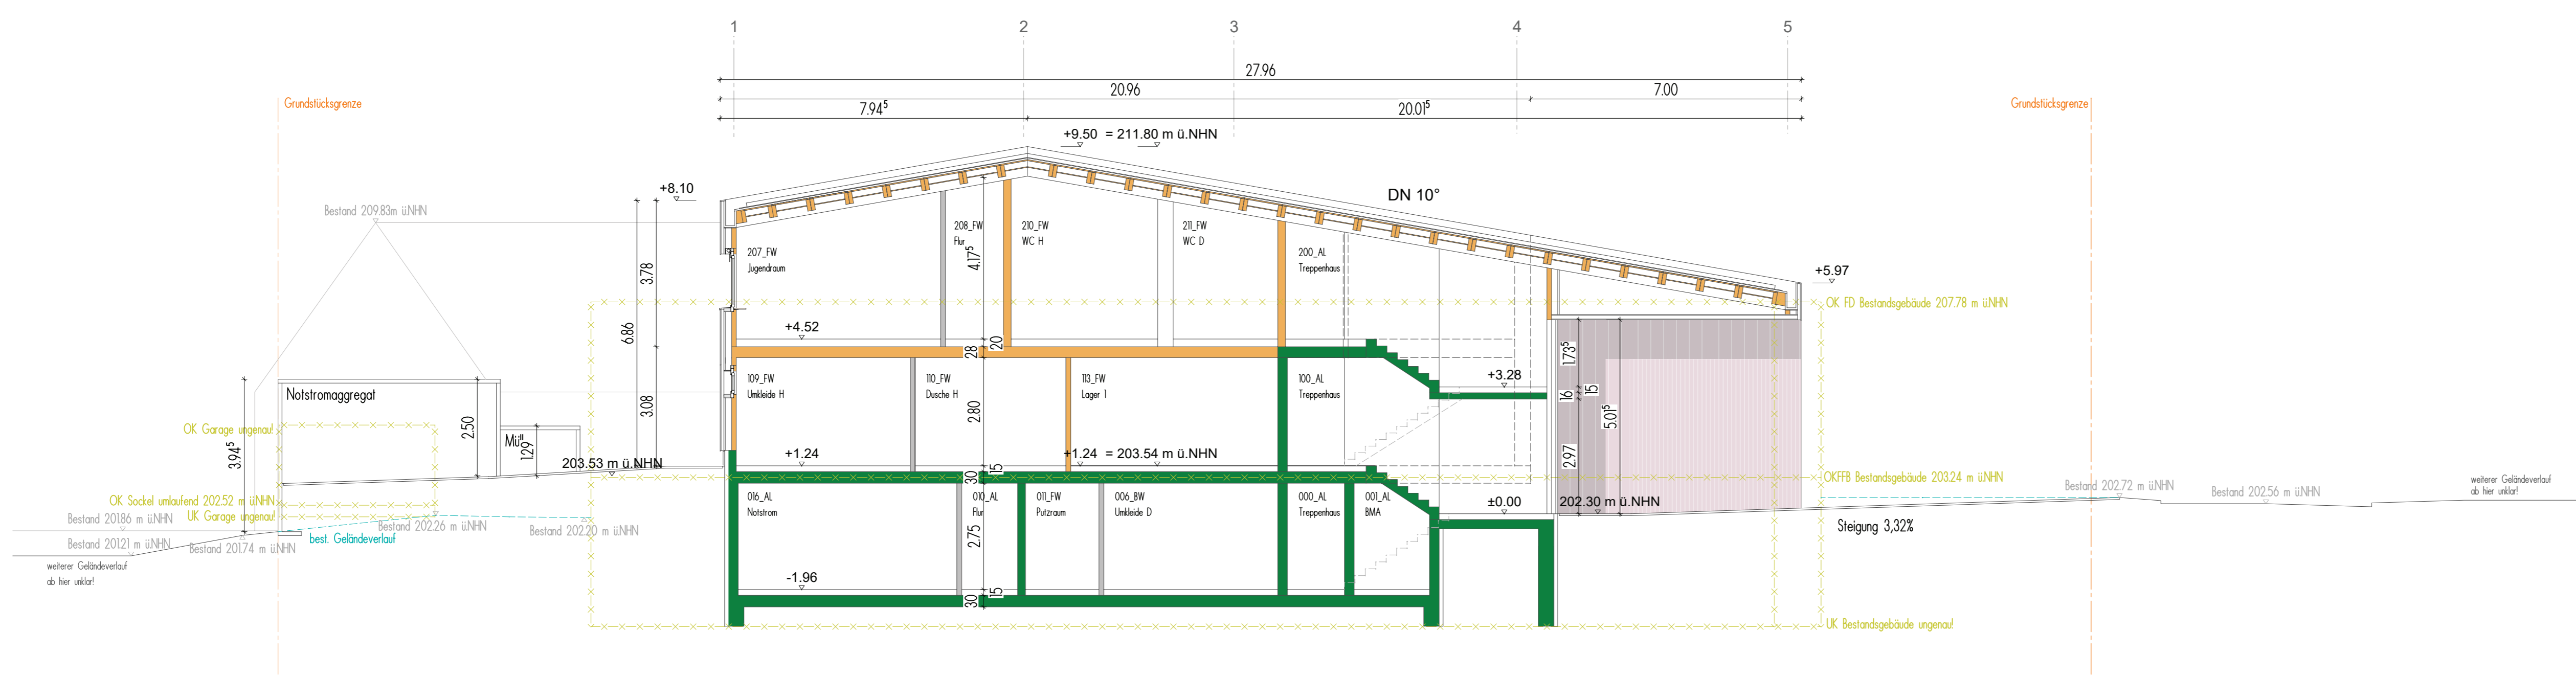 1 2 3 4 5
27.96
20.96 7.00
7.94⁵ 20.01⁵
Grundstücksgrenze
Grundstücksgrenze
+9.50 = 211.80 m ü.NHN
+8.10
DN 10°
Bestand 209.83m ü.NHN
208_FW
Flur
210_FW
WC H
211_FW
WC D
207_FW
Jugendraum
200_AL
Treppenhaus
4.17⁵
3.78
6.86
+5.97
OK FD Bestandsgebäude 207.78 m ü.NHN
+4.52
28
20
1.73⁵
109_FW
Umkleide H
110_FW
Dusche H
113_FW
Lager 1
100_AL
Treppenhaus
+3.28
16
15
5.01⁵
Notstromaggregat
3.08
2.80
2.50
OK Garage ungenau!
Müll
1.29
3.94⁵
2.97
203.53 m ü.NHN
+1.24
+1.24 = 203.54 m ü.NHN
30
15
OKFFB Bestandsgebäude 203.24 m ü.NHN
weiterer Geländeverlauf
ab hier unklar!
Bestand 202.72 m ü.NHN
Bestand 202.56 m ü.NHN
OK Sockel umlaufend 202.52 m ü.NHN
UK Garage ungenau!
016_AL
Notstrom
010_AL
Flur
011_FW
Putzraum
006_BW
Umkleide D
000_AL
Treppenhaus
001_AL
BMA
±0.00
202.30 m ü.NHN
Bestand 201.86 m ü.NHN
Bestand 202.26 m ü.NHN
Bestand 202.20 m ü.NHN
Steigung 3,32%
2.75
best. Geländeverlauf
Bestand 201.21 m ü.NHN
Bestand 201.74 m ü.NHN
weiterer Geländeverlauf
ab hier unklar!
-1.96
30
15
UK Bestandsgebäude ungenau!